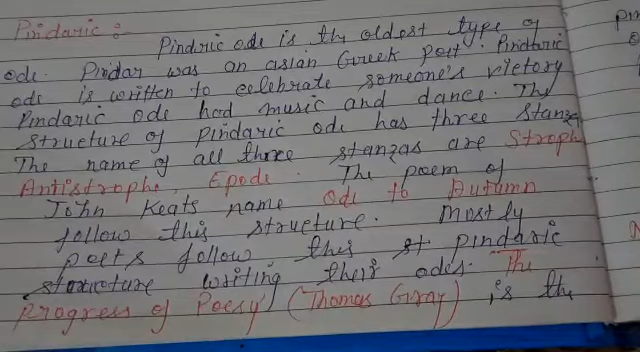 Pindaric :-
Pindaric ode is the oldest type of
ode. Pindar was an asian Greek poet. Pindaric
ode is written to celebrate someone's victory
Pindaric ode had music and dance. The
structure of pindaric ode has three stanza
The name of all three stanzas are Stroph
Antistrophe, Epode. The poem of
John Keats name Ode to Autumn
follow this structure. Mostly
poets follow this st pindaric
structure writing their odes. The
progress of Poesy (Thomas Gray) is the